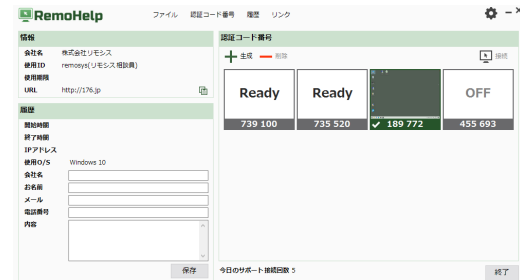 RemoHelp
ファイル 認証コード番号 履歴 リンク
情報
会社名 株式会社リモシス
使用ID remosys(リモシス相談員)
使用期限
URL http://176.jp
履歴
開始時間
終了時間
IPアドレス
使用O/S Windows 10
会社名
お名前
メール
電話番号
内容
保存
認証コード番号
生成 削除 接続
Ready Ready OFF
739 100 735 520 189 772 455 693
今日のサポート接続回数 5
終了